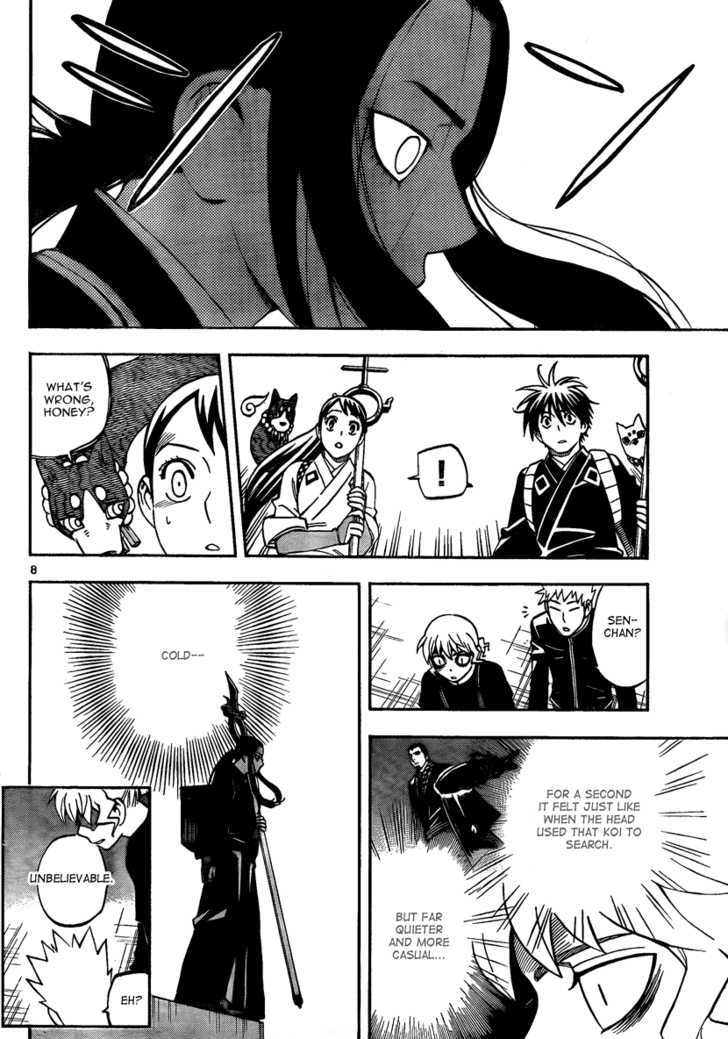 WHAT'S
WRONG,
HONEY?
!
8
SEN-
CHAN?
COLD--
FOR A SECOND
IT FELT JUST LIKE
WHEN THE HEAD
USED THAT KOI TO
SEARCH.
BUT FAR
QUIETER
AND MORE
CASUAL...
UNBELIEVABLE.
EH?